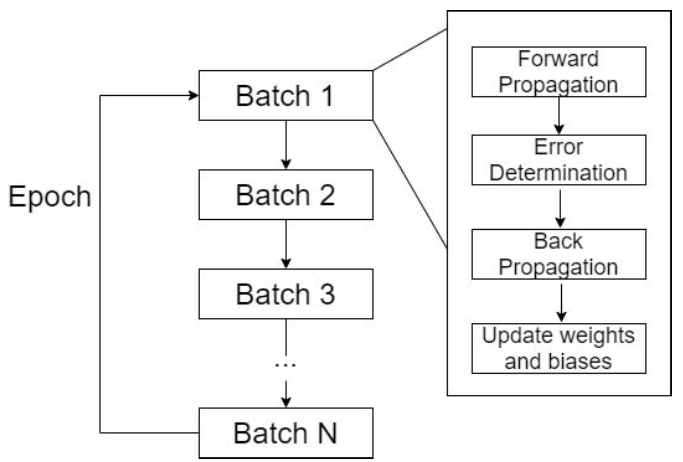 Epoch
Batch 1
Batch 2
Batch 3
...
Batch N
Forward
Propagation
Error
Determination
Back
Propagation
Update weights
and biases